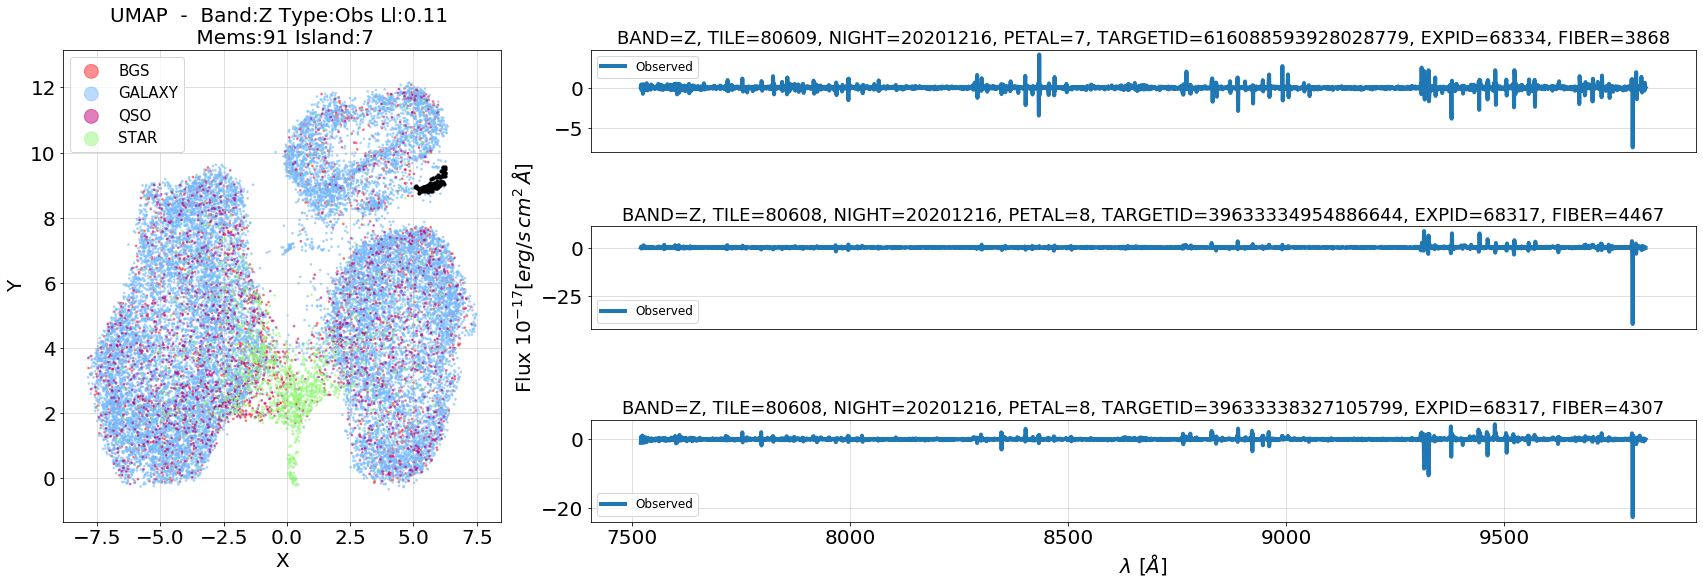 UMAP - Band:Z Type:Obs Ll:0.11
Mems:91 Island:7
BGS
GALAXY
QSO
STAR
12
10
8
6
4
2
0
Y
−7.5
−5.0
−2.5
0.0
2.5
5.0
7.5
X
Flux 10⁻¹⁷[erg/s cm² Å]
BAND=Z, TILE=80609, NIGHT=20201216, PETAL=7, TARGETID=616088593928028779, EXPID=68334, FIBER=3868
Observed
0
−5
BAND=Z, TILE=80608, NIGHT=20201216, PETAL=8, TARGETID=39633334954886644, EXPID=68317, FIBER=4467
0
−25
Observed
BAND=Z, TILE=80608, NIGHT=20201216, PETAL=8, TARGETID=39633338327105799, EXPID=68317, FIBER=4307
0
−20
Observed
7500
8000
8500
9000
9500
λ [Å]